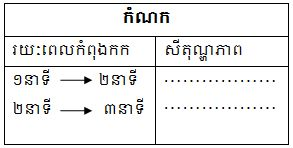 កំណក
រយៈពេលកំពុងកក សីតុណ្ហភាព
១នាទី ⟶ ២នាទី ..................
២នាទី ⟶ ៣នាទី ..................